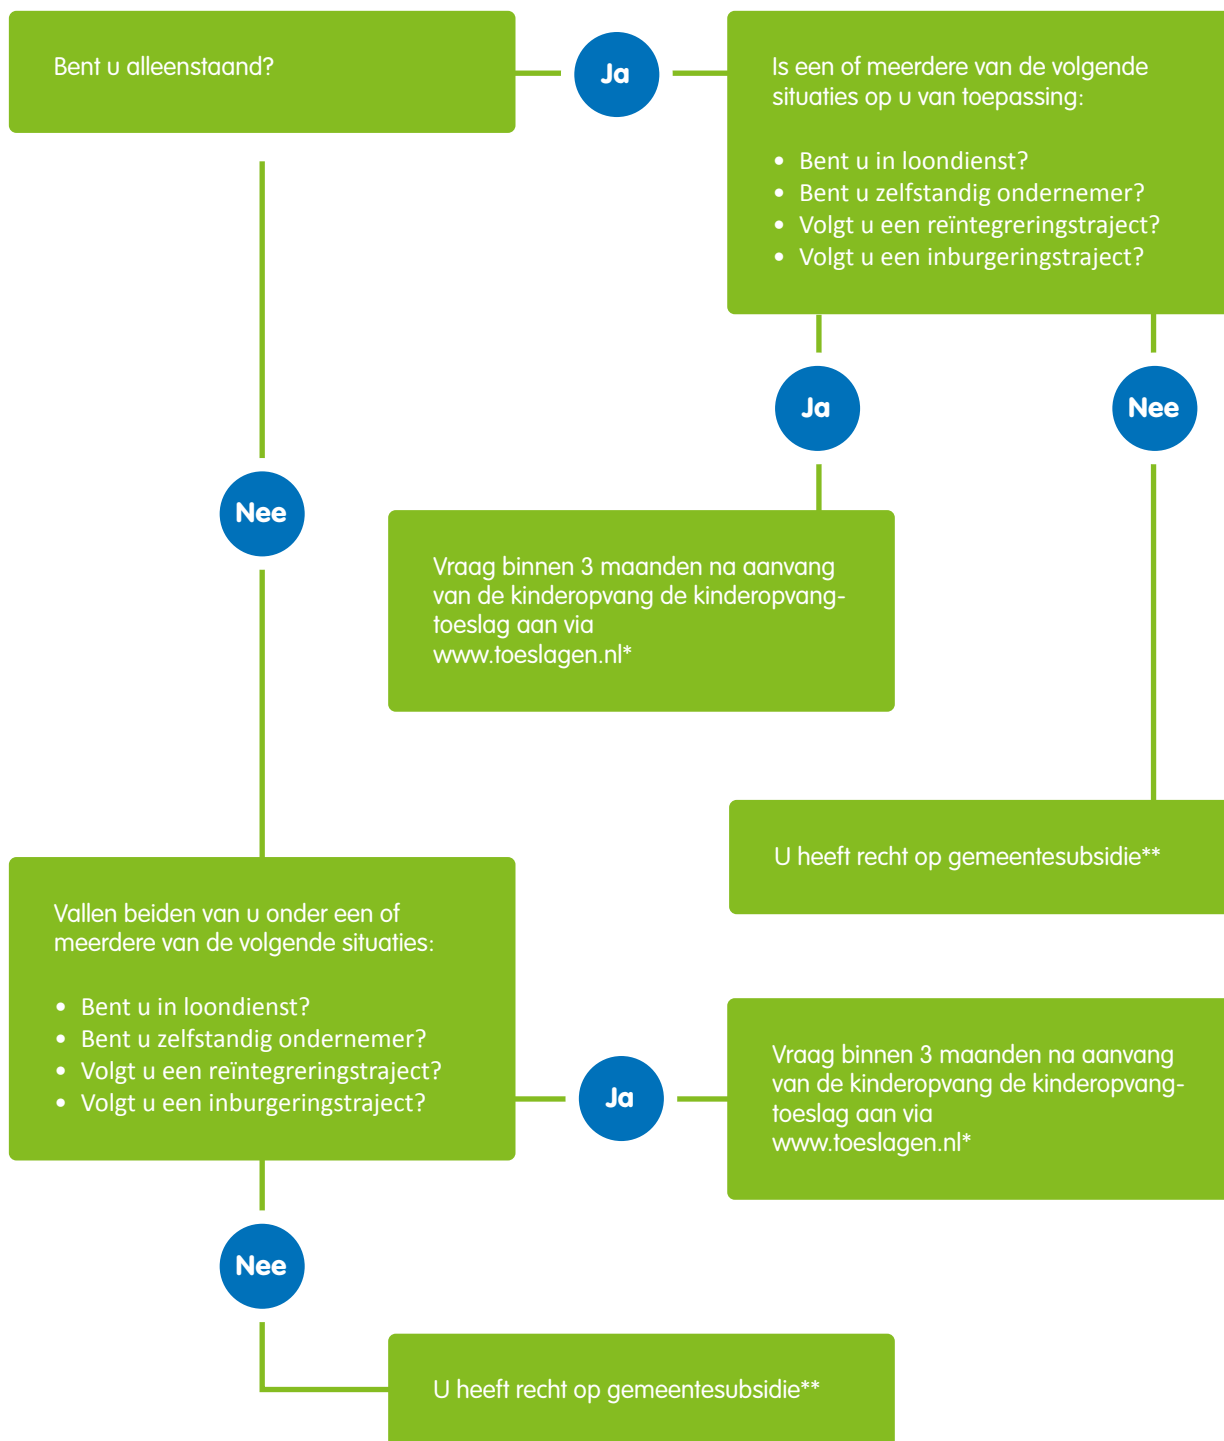 Bent u alleenstaand?
Ja
Is een of meerdere van de volgende
situaties op u van toepassing:
• Bent u in loondienst?
• Bent u zelfstandig ondernemer?
• Volgt u een reïntegreringstraject?
• Volgt u een inburgeringstraject?
Ja
Nee
Nee
Vraag binnen 3 maanden na aanvang
van de kinderopvang de kinderopvang-
toeslag aan via
www.toeslagen.nl*
U heeft recht op gemeentesubsidie**
Vallen beiden van u onder een of
meerdere van de volgende situaties:
• Bent u in loondienst?
• Bent u zelfstandig ondernemer?
• Volgt u een reïntegreringstraject?
• Volgt u een inburgeringstraject?
Ja
Vraag binnen 3 maanden na aanvang
van de kinderopvang de kinderopvang-
toeslag aan via
www.toeslagen.nl*
Nee
U heeft recht op gemeentesubsidie**